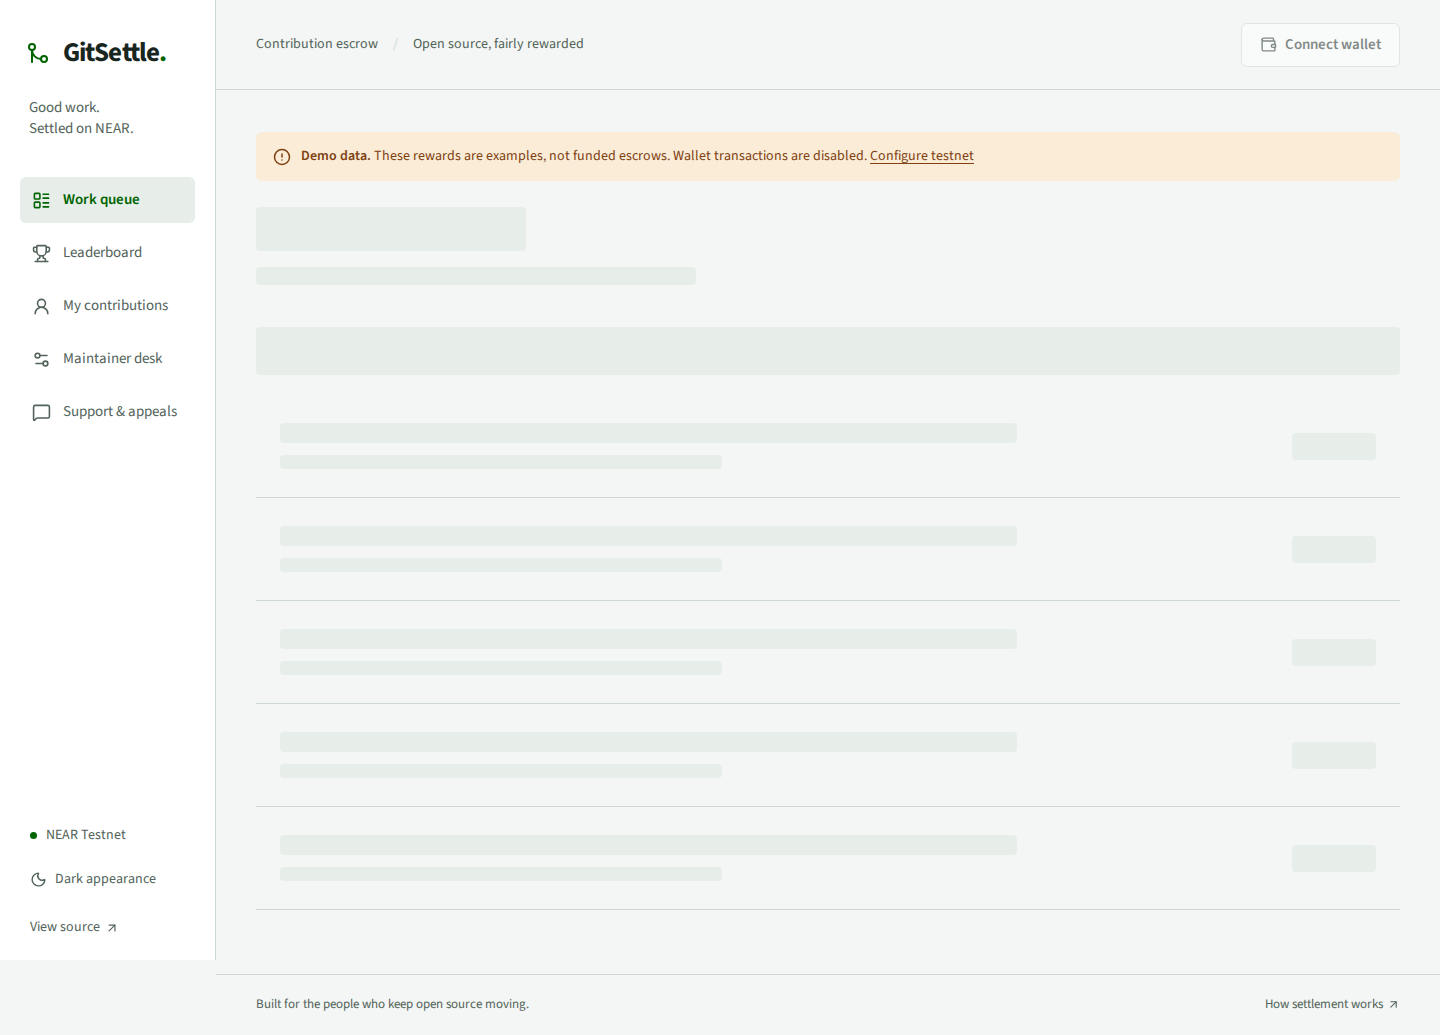 GitSettle.
Good work.
Settled on NEAR.
Work queue
Leaderboard
My contributions
Maintainer desk
Support & appeals
NEAR Testnet
Dark appearance
View source
Contribution escrow / Open source, fairly rewarded
Connect wallet
Demo data. These rewards are examples, not funded escrows. Wallet transactions are disabled. Configure testnet
Built for the people who keep open source moving.
How settlement works